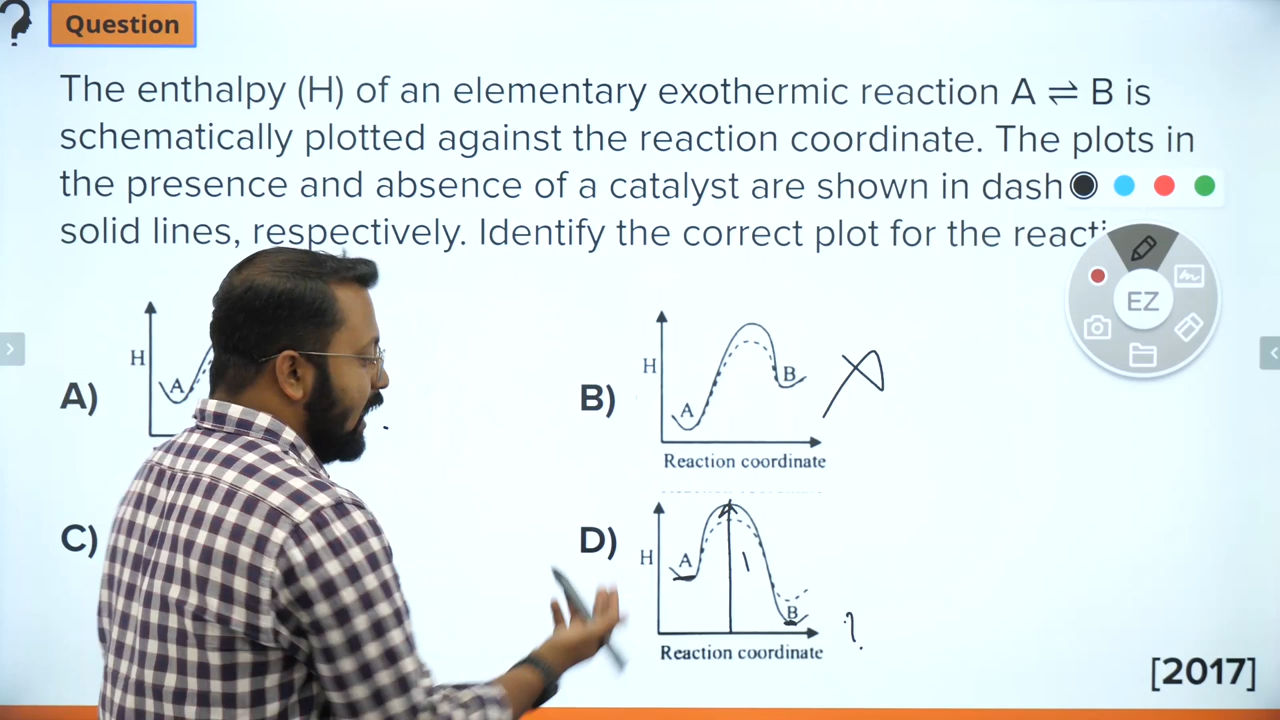 ?
Question
The enthalpy (H) of an elementary exothermic reaction A ⇌ B is
schematically plotted against the reaction coordinate. The plots in
the presence and absence of a catalyst are shown in dash
solid lines, respectively. Identify the correct plot for the reacti
EZ
A)
H
A
B)
H
A
B
Reaction coordinate
C)
D)
H
A
B
?
Reaction coordinate
[2017]